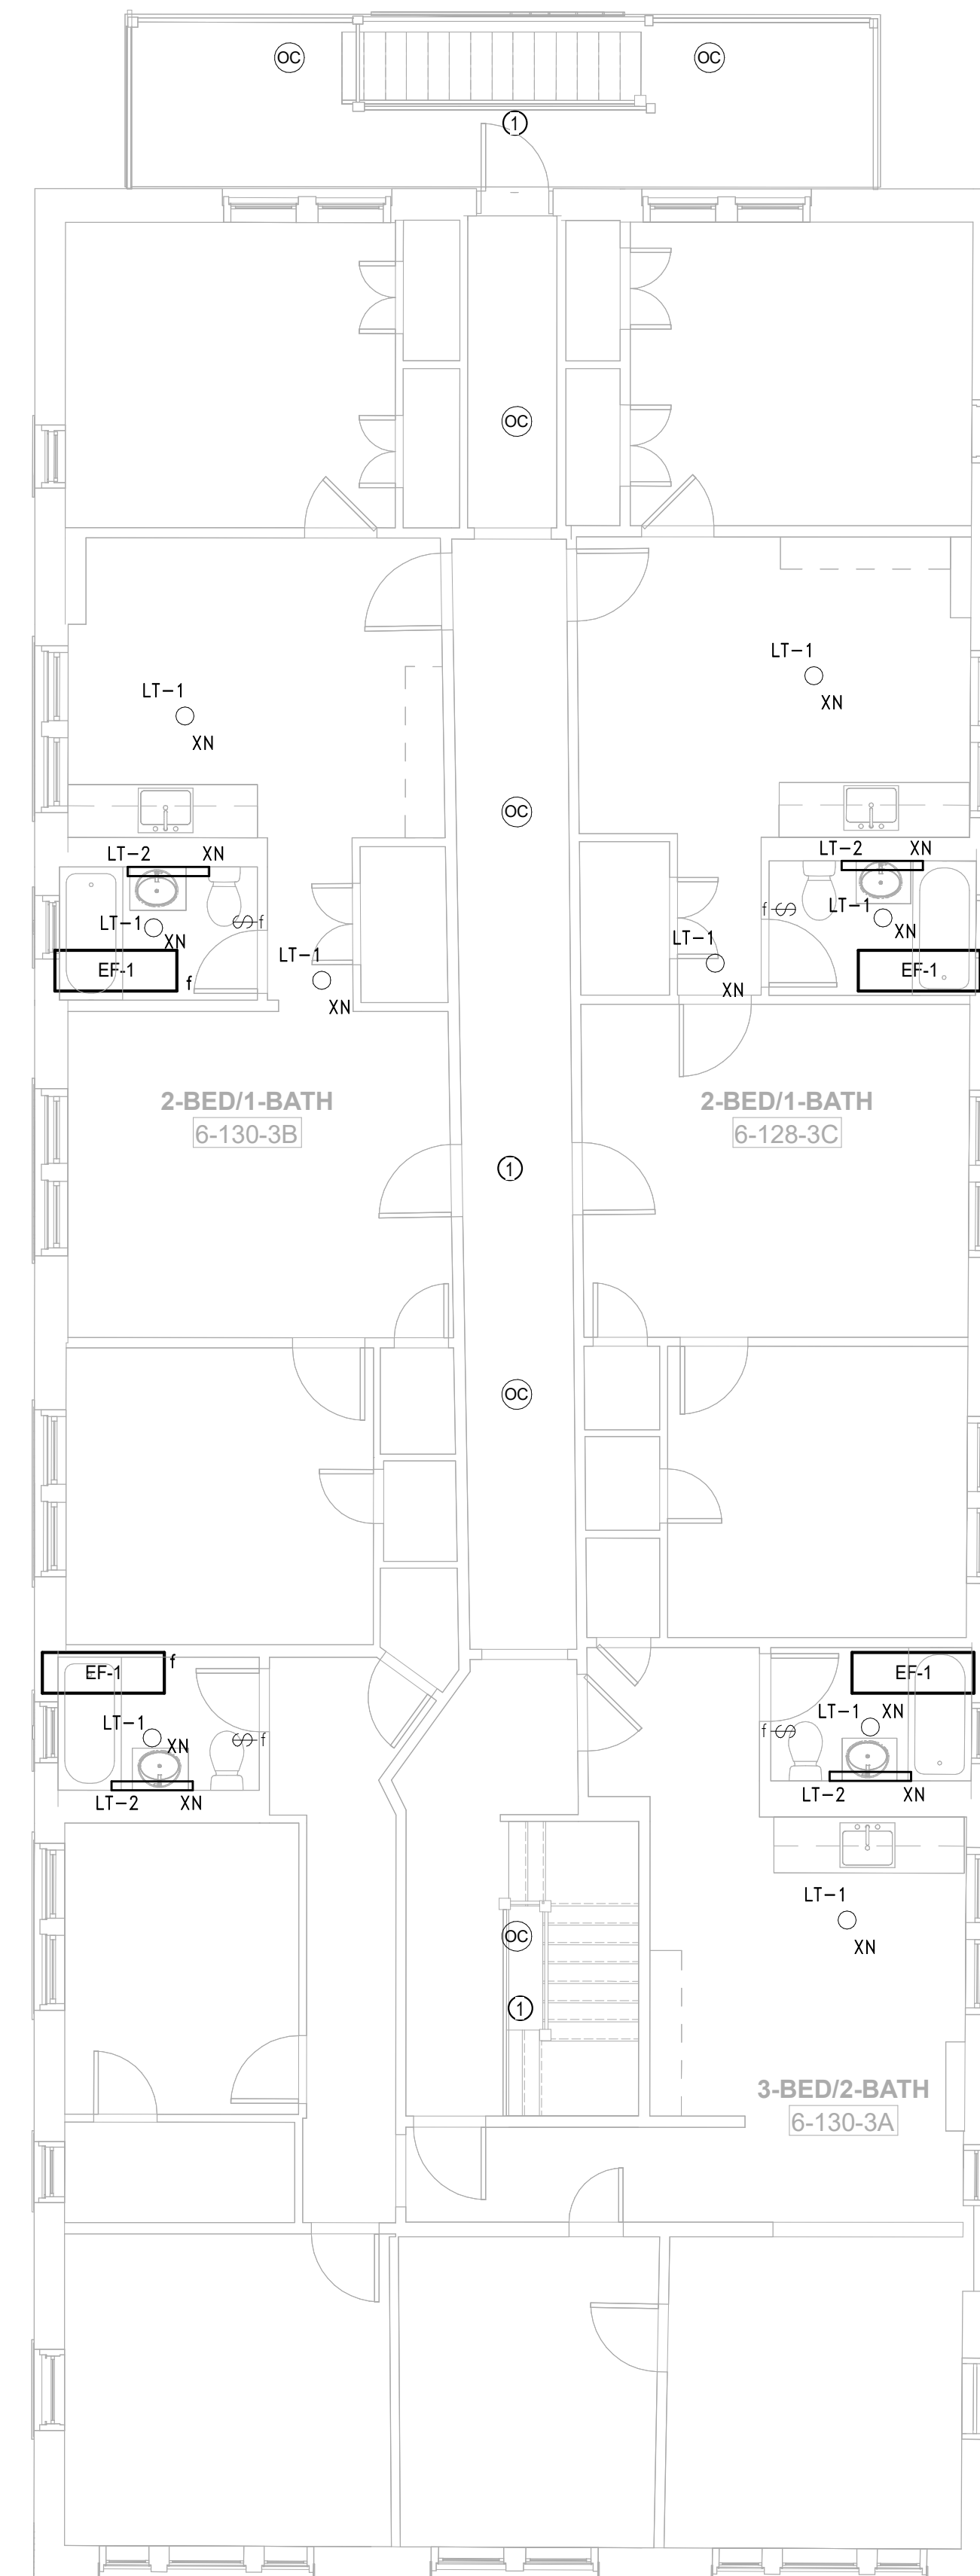 OC
OC
1
OC
LT-1
XN
LT-1
XN
OC
LT-2 XN
LT-2 XN
LT-1
XN
f
LT-1
XN
f
EF-1
f
LT-1
XN
LT-1
XN
EF-1
2-BED/1-BATH
6-130-3B
2-BED/1-BATH
6-128-3C
1
OC
EF-1
f
EF-1
LT-1
XN
f
LT-1 XN
f
LT-2 XN
LT-2 XN
LT-1
XN
OC
1
3-BED/2-BATH
6-130-3A